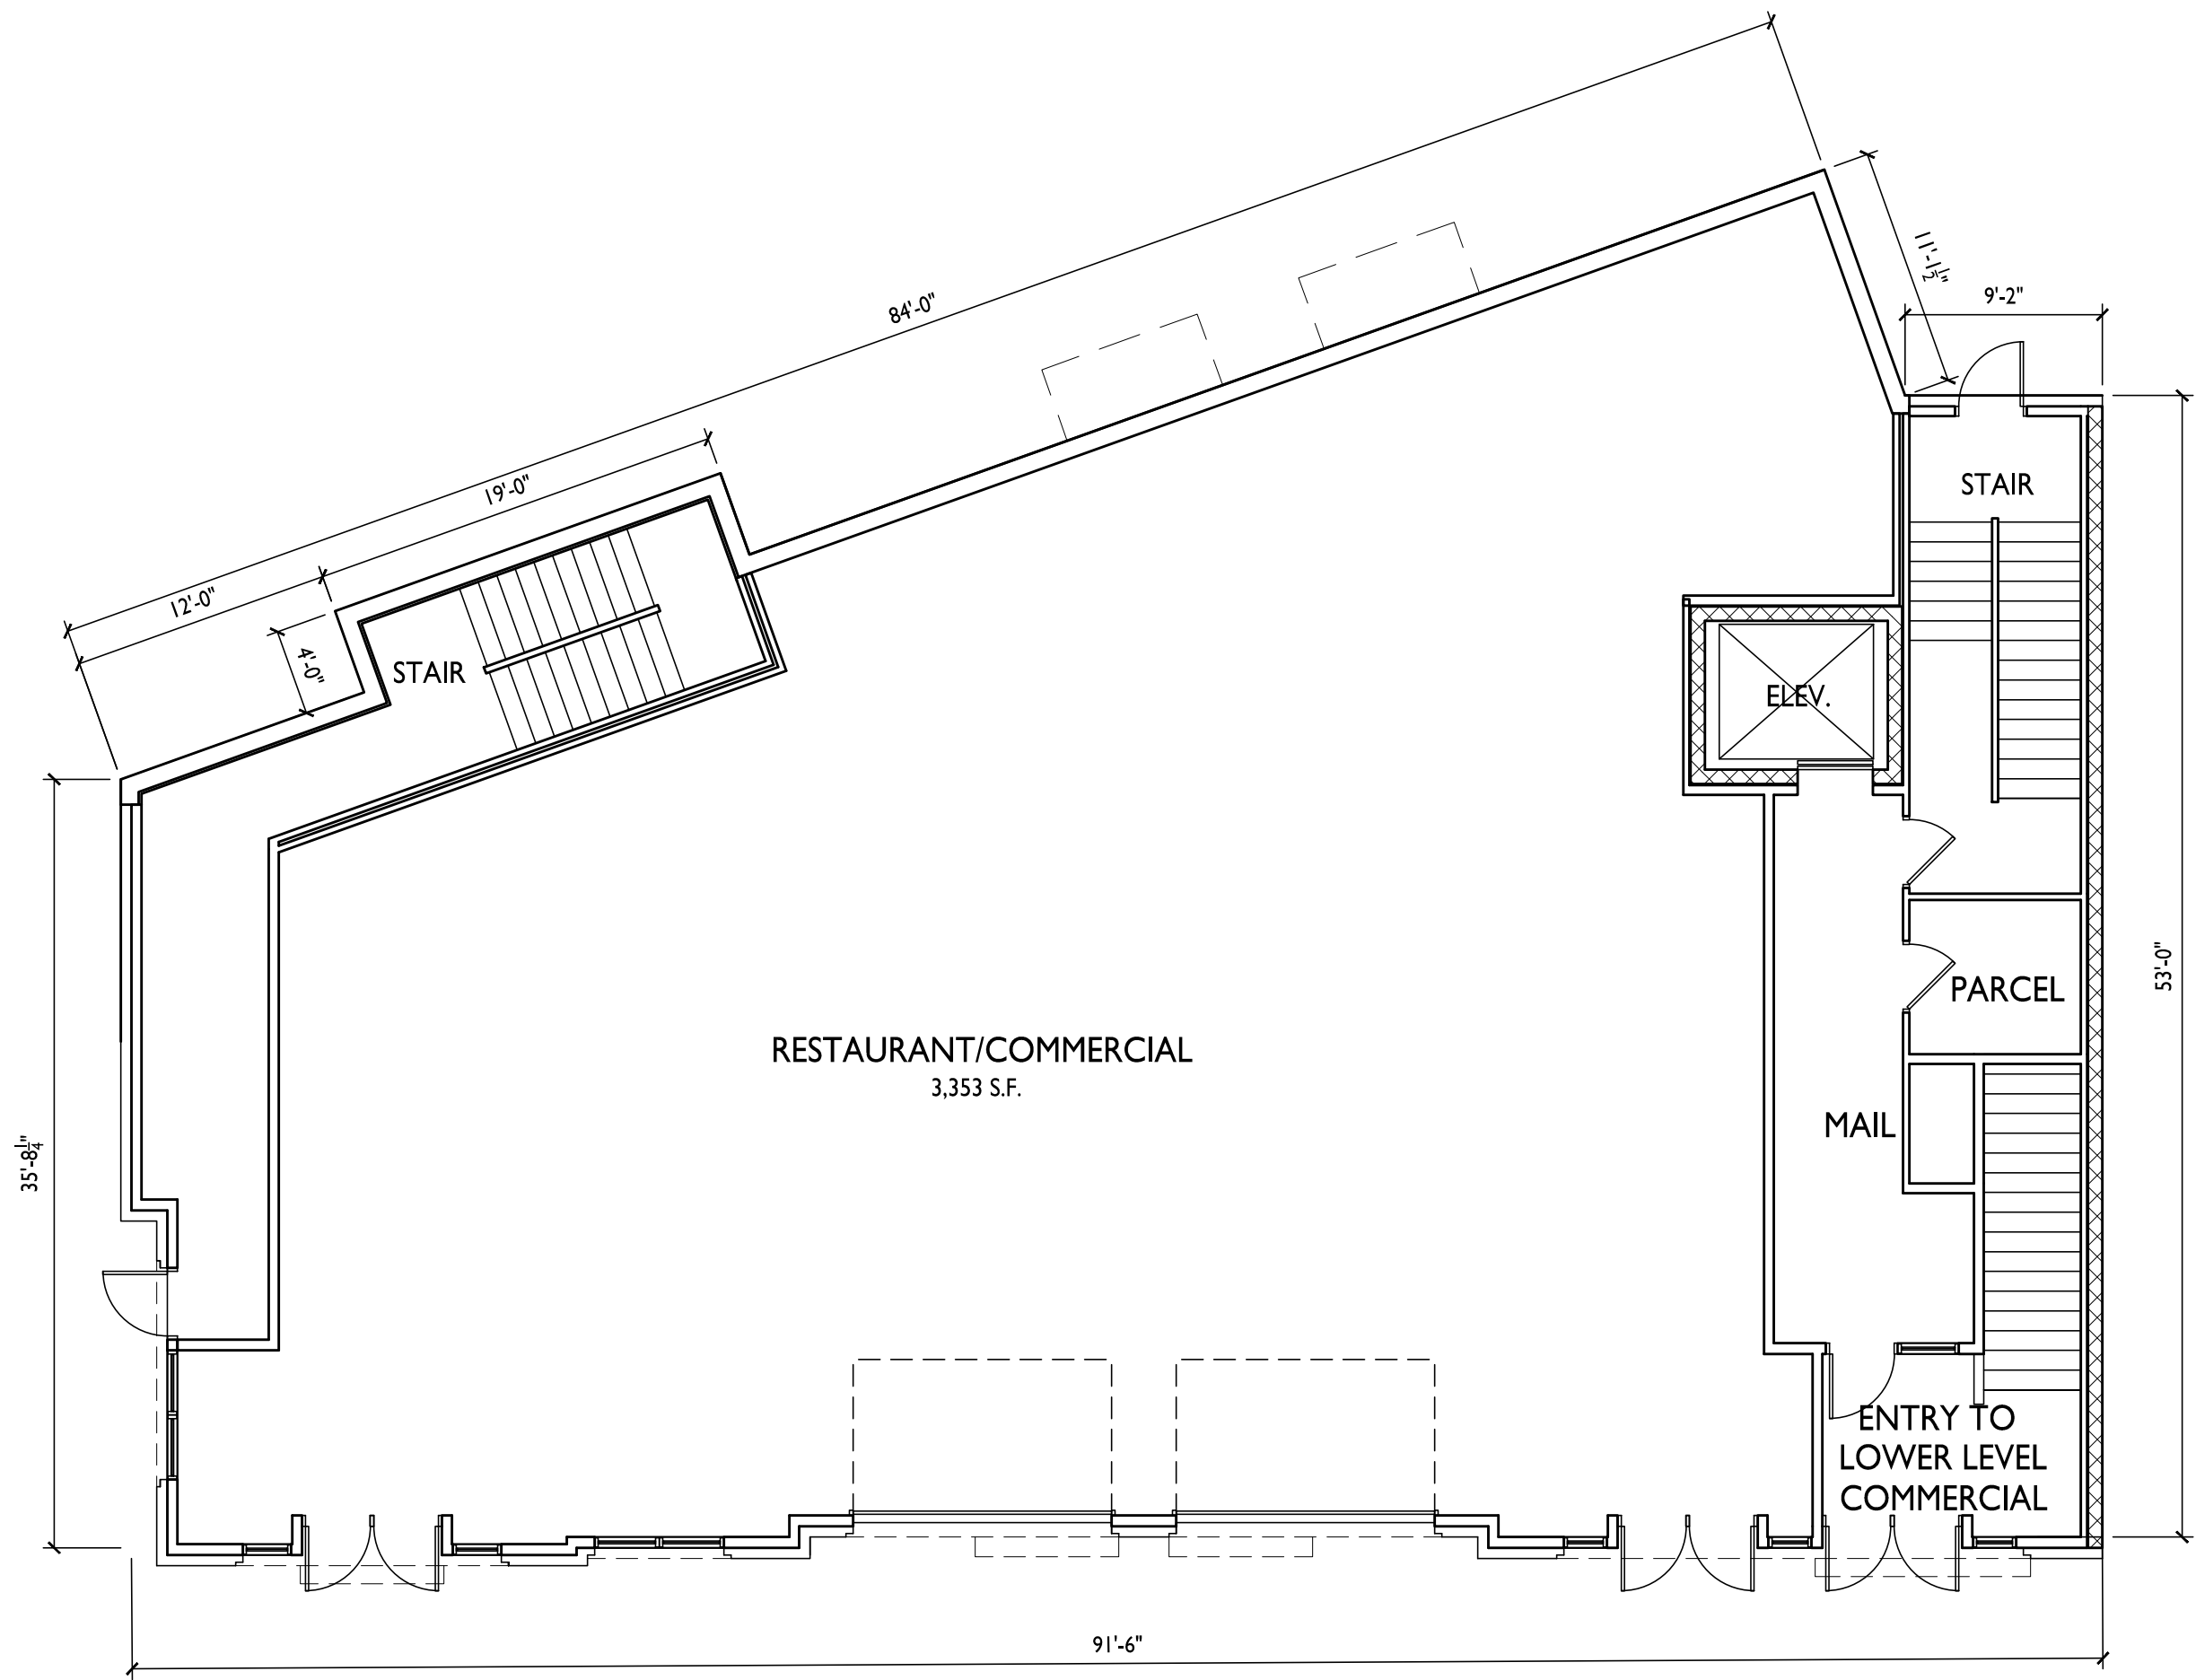 84'-0"
11'-1½"
9'-2"
19'-0"
12'-0"
4'-0"
STAIR
STAIR
ELEV.
53'-0"
PARCEL
RESTAURANT/COMMERCIAL
3,353 S.F.
MAIL
35'-8¼"
ENTRY TO
LOWER LEVEL
COMMERCIAL
91'-6"